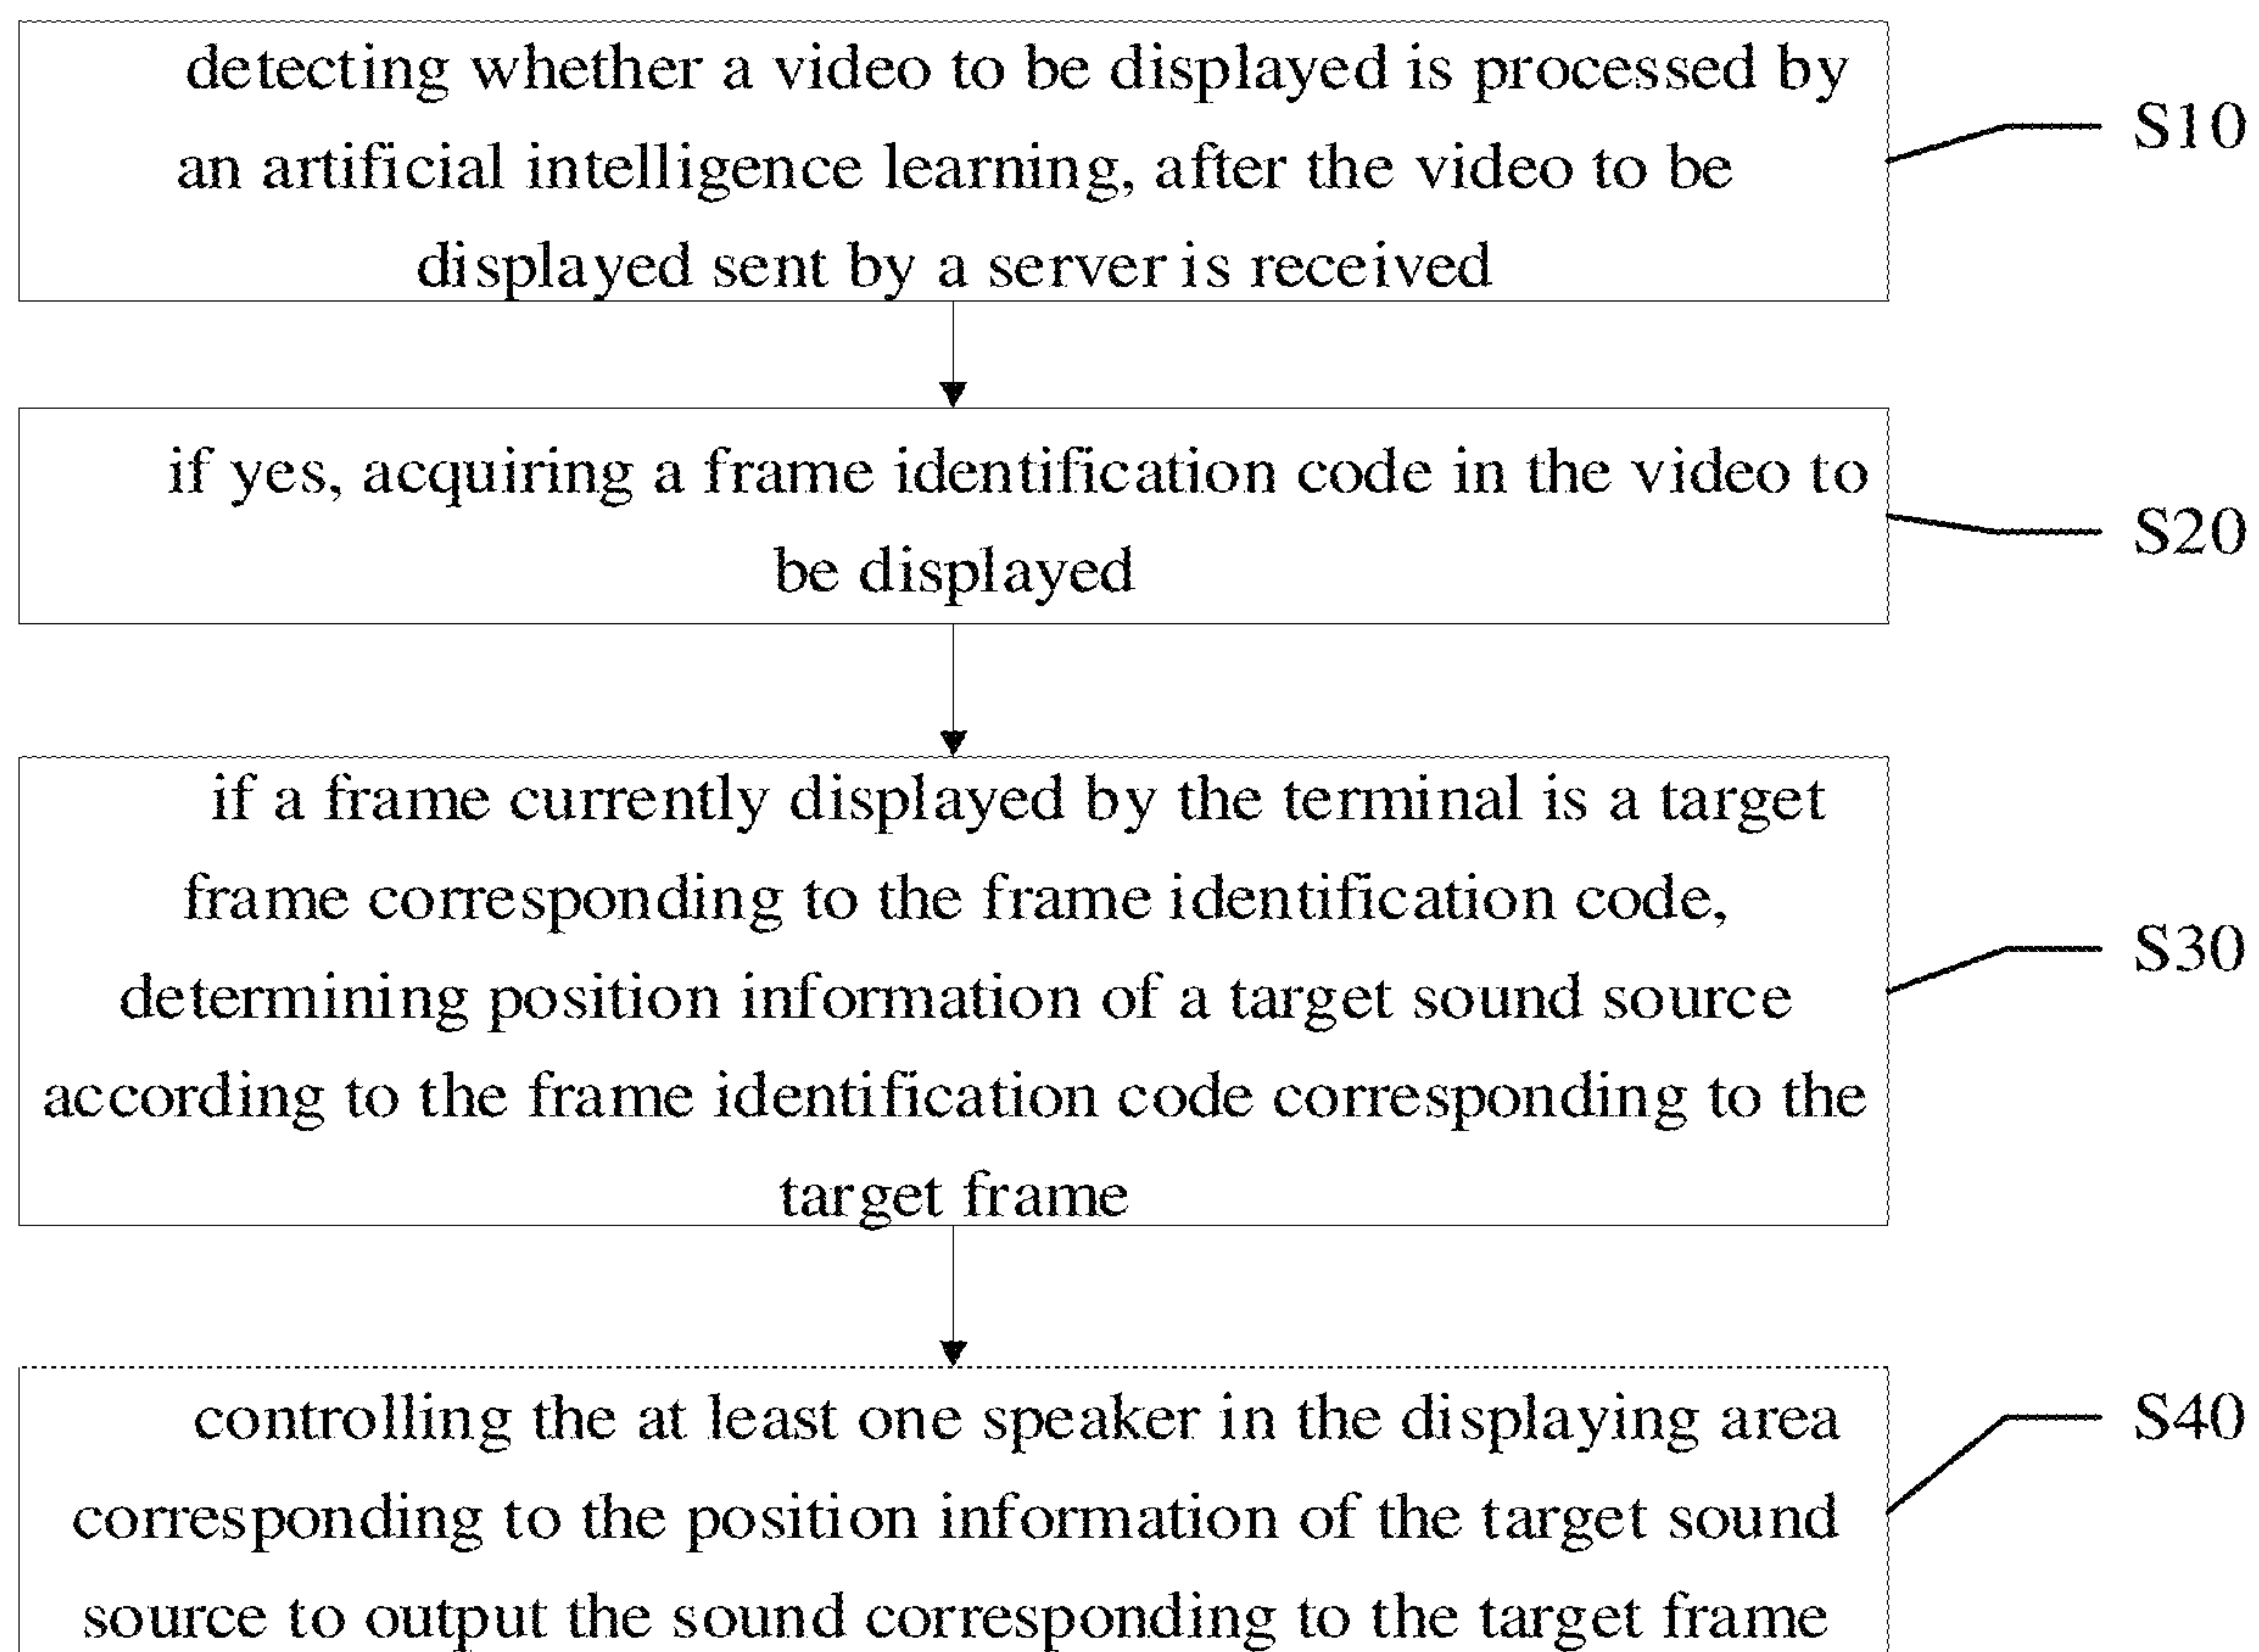 detecting whether a video to be displayed is processed by
an artificial intelligence learning, after the video to be
displayed sent by a server is received
S10
if yes, acquiring a frame identification code in the video to
be displayed
S20
if a frame currently displayed by the terminal is a target
frame corresponding to the frame identification code,
determining position information of a target sound source
according to the frame identification code corresponding to the
target frame
S30
controlling the at least one speaker in the displaying area
corresponding to the position information of the target sound
source to output the sound corresponding to the target frame
S40